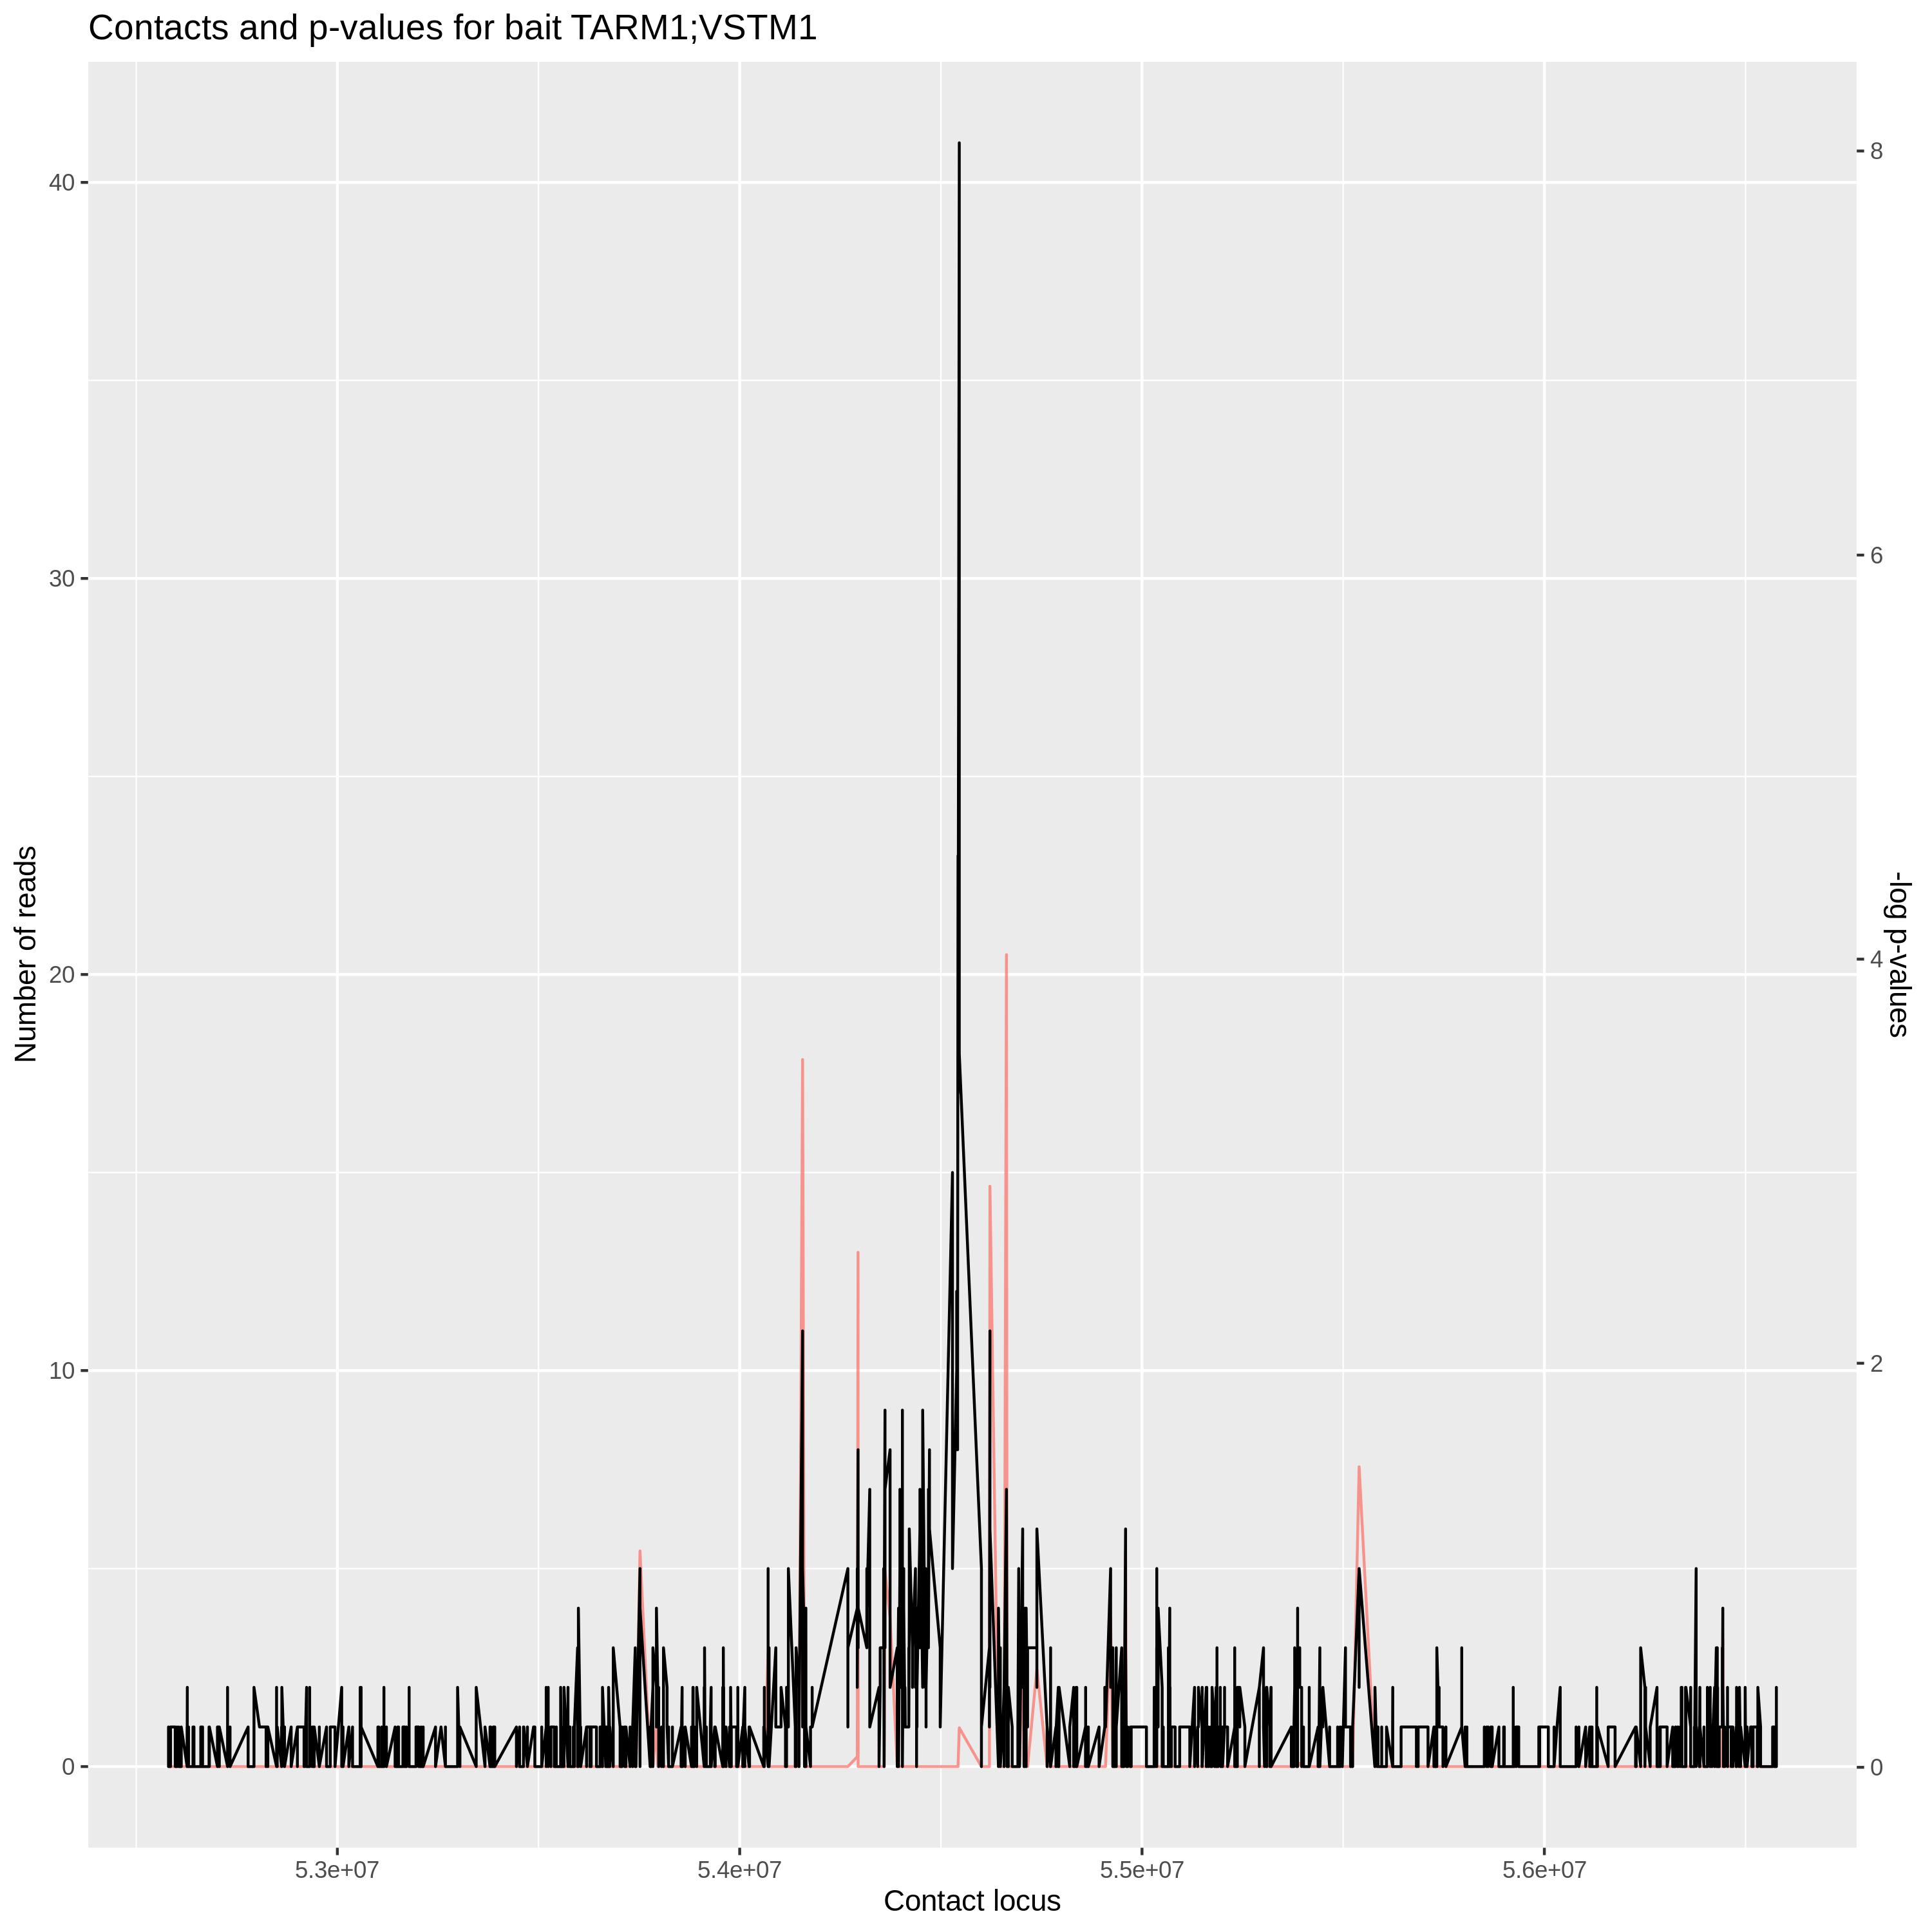 Contacts and p-values for bait TARM1;VSTM1
Number of reads
40
30
20
10
0
8
6
4
2
0
-log p-values
5.3e+07 5.4e+07 5.5e+07 5.6e+07
Contact locus